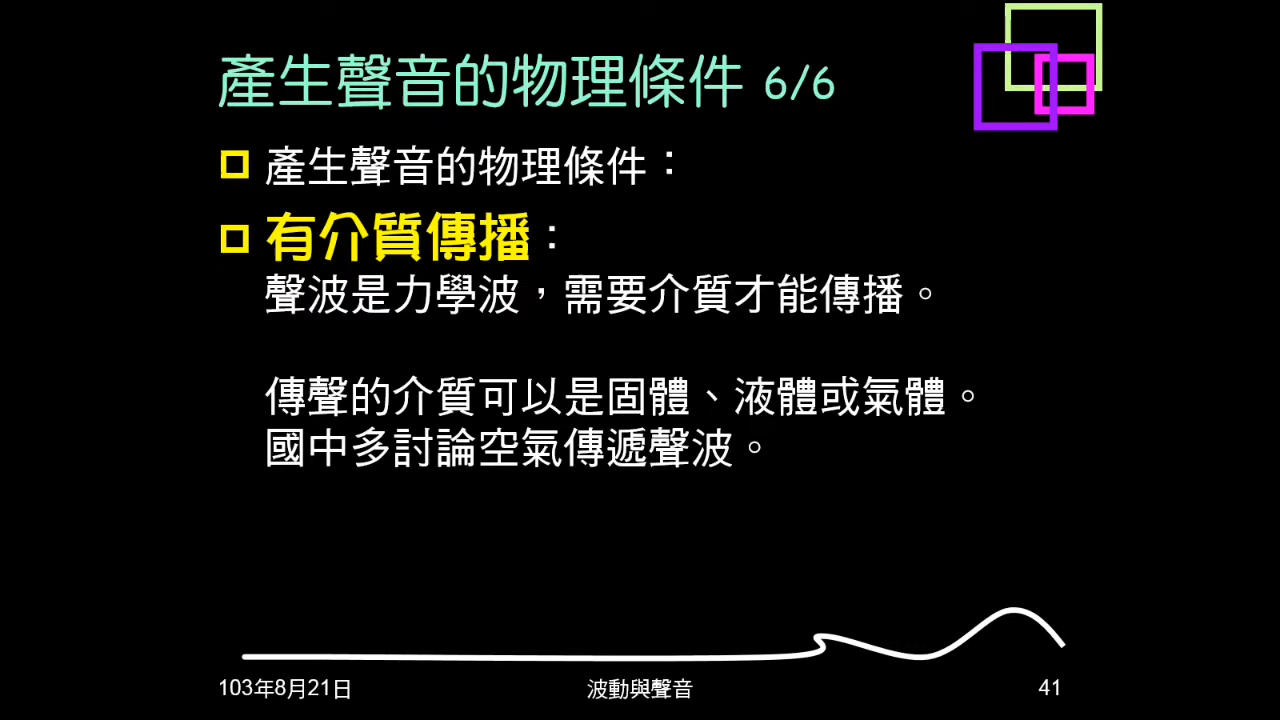 產生聲音的物理條件 6/6
產生聲音的物理條件：
有介質傳播：
聲波是力學波，需要介質才能傳播。
傳聲的介質可以是固體、液體或氣體。
國中多討論空氣傳遞聲波。
103年8月21日
波動與聲音
41